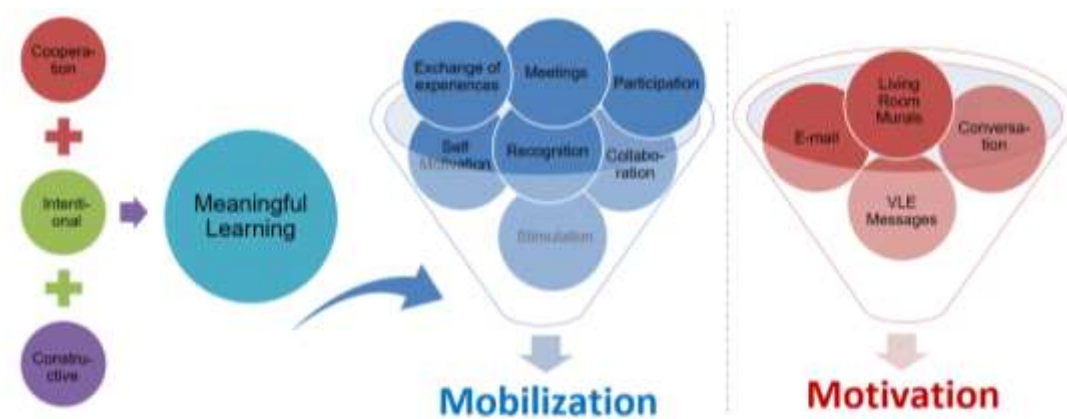 Coopera-
tion
Intenti-
onal
Constru-
ctive
Meaningful
Learning
Exchange of
experiences
Meetings
Participation
Self
Motivation
Recognition
Collabo-
ration
Stimulation
Mobilization
E-mail
Living
Room
Murals
Conversa-
tion
VLE
Messages
Motivation